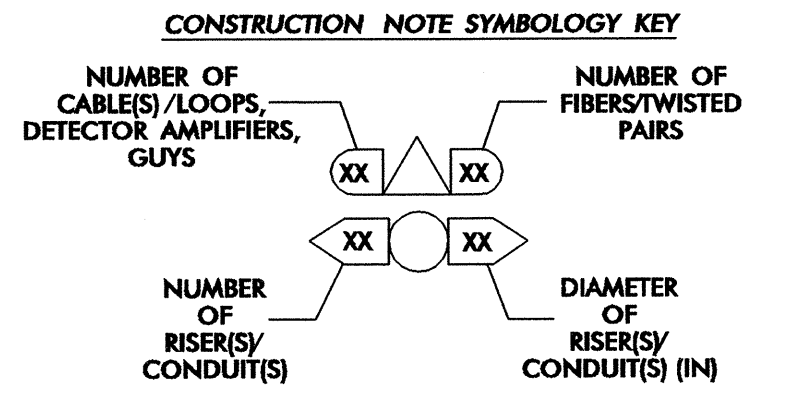 CONSTRUCTION NOTE SYMBOLOGY KEY
NUMBER OF
CABLE(S)/LOOPS,
DETECTOR AMPLIFIERS,
GUYS
NUMBER OF
FIBERS/TWISTED
PAIRS
XX
XX
XX
XX
NUMBER
OF
RISER(S)/
CONDUIT(S)
DIAMETER
OF
RISER(S)/
CONDUIT(S) (IN)